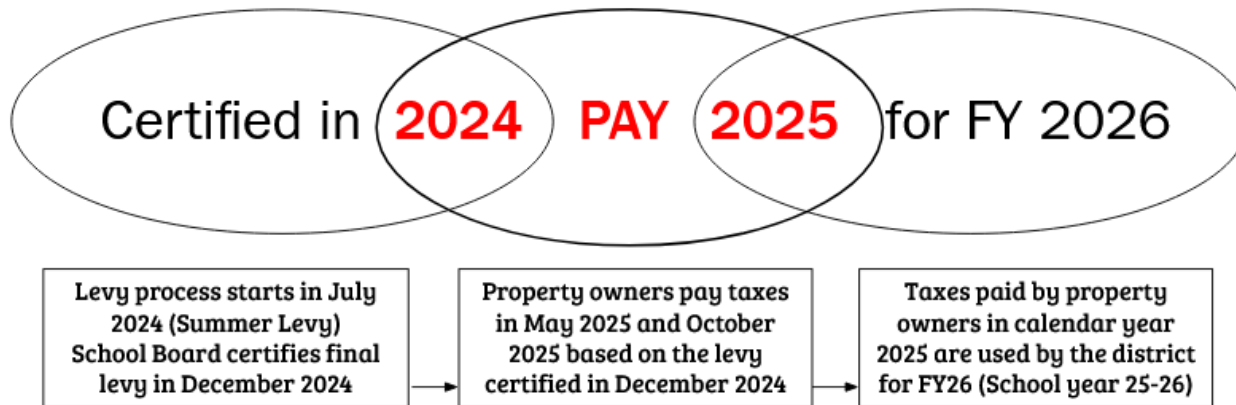 Certified in 2024 PAY 2025 for FY 2026
Levy process starts in July
2024 (Summer Levy)
School Board certifies final
levy in December 2024
Property owners pay taxes
in May 2025 and October
2025 based on the levy
certified in December 2024
Taxes paid by property
owners in calendar year
2025 are used by the district
for FY26 (School year 25-26)